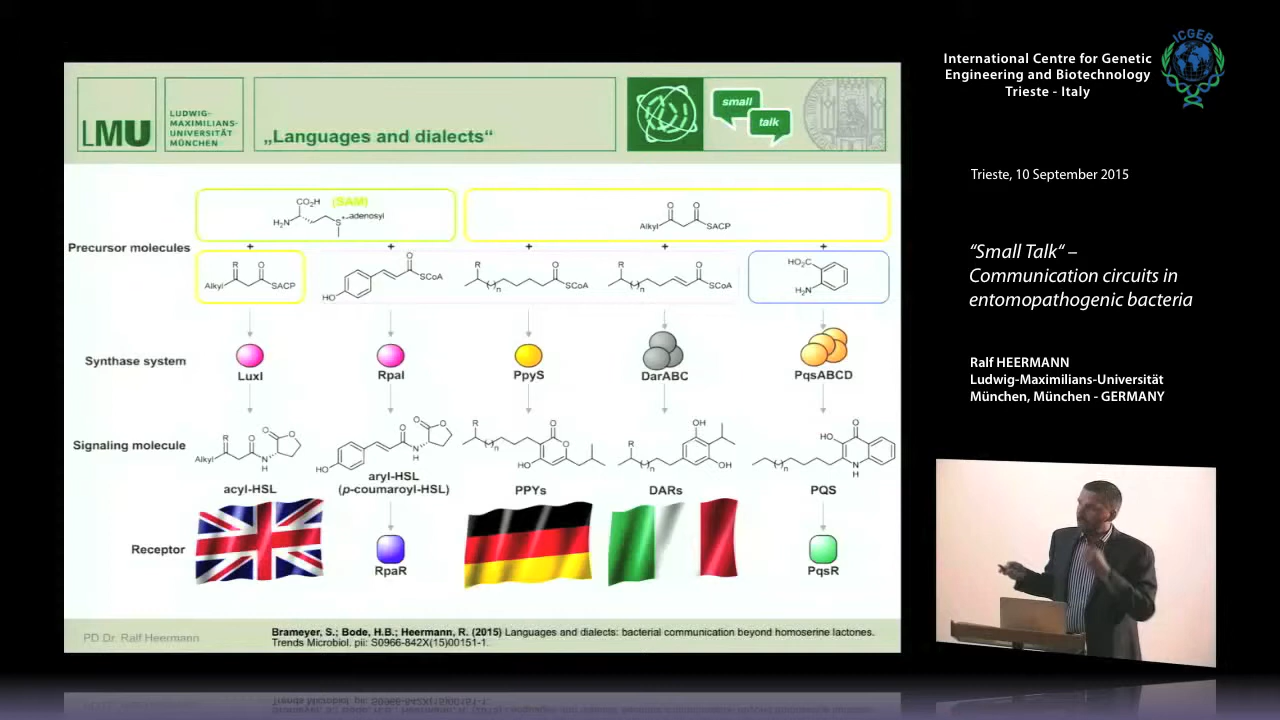 LMU
LUDWIG-
MAXIMILIANS-
UNIVERSITÄT
MÜNCHEN
„Languages and dialects“
small
talk
Precursor molecules
CO₂H
(SAM)
H₂N
S
+
adenosyl
O
O
Alkyl
SACP
+
+
+
+
+
R
O
Alkyl
SACP
O
SCoA
HO
R
O
( )n
SCoA
R
O
( )n
SCoA
HO₂C
H₂N
Synthase system
LuxI
RpaI
PpyS
DarABC
PqsABCD
Signaling molecule
R
O
O
O
Alkyl
N
H
O
O
O
N
H
HO
R
( )n
O
O
HO
OH
R
( )n
OH
O
HO
( )n
N
H
acyl-HSL
aryl-HSL
(p-coumaroyl-HSL)
PPYs
DARs
PQS
Receptor
RpaR
PqsR
PD Dr. Ralf Heermann
Brameyer, S.; Bode, H.B.; Heermann, R. (2015) Languages and dialects: bacterial communication beyond homoserine lactones.
Trends Microbiol. pii: S0966-842X(15)00151-1.
International Centre for Genetic
Engineering and Biotechnology
Trieste - Italy
ICGEB
Trieste, 10 September 2015
“Small Talk“ –
Communication circuits in
entomopathogenic bacteria
Ralf HEERMANN
Ludwig-Maximilians-Universität
München, München - GERMANY